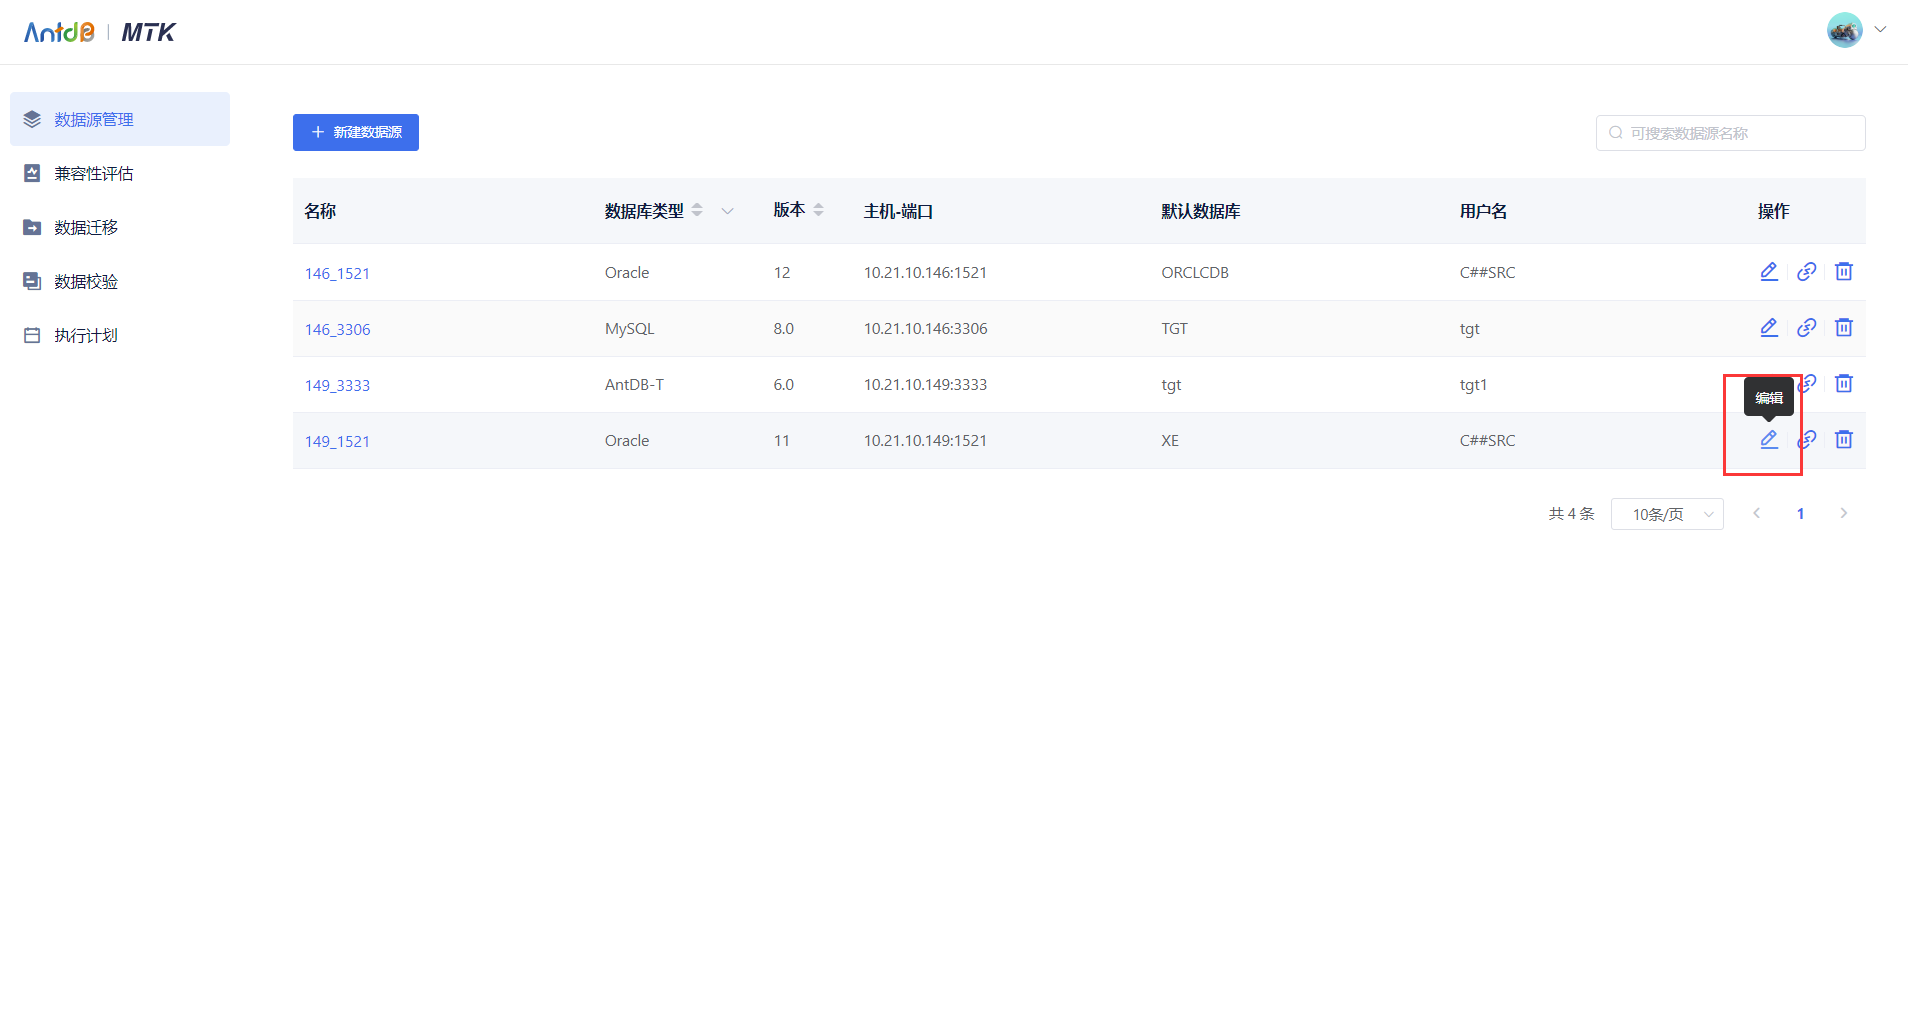 AntDB | MTK
数据源管理
兼容性评估
数据迁移
数据校验
执行计划
新建数据源
可搜索数据源名称
名称 数据库类型 版本 主机-端口 默认数据库 用户名 操作
146_1521 Oracle 12 10.21.10.146:1521 ORCLCDB C##SRC
146_3306 MySQL 8.0 10.21.10.146:3306 TGT tgt
149_3333 AntDB-T 6.0 10.21.10.149:3333 tgt tgt1
编辑
149_1521 Oracle 11 10.21.10.149:1521 XE C##SRC
共 4 条 10条/页 1